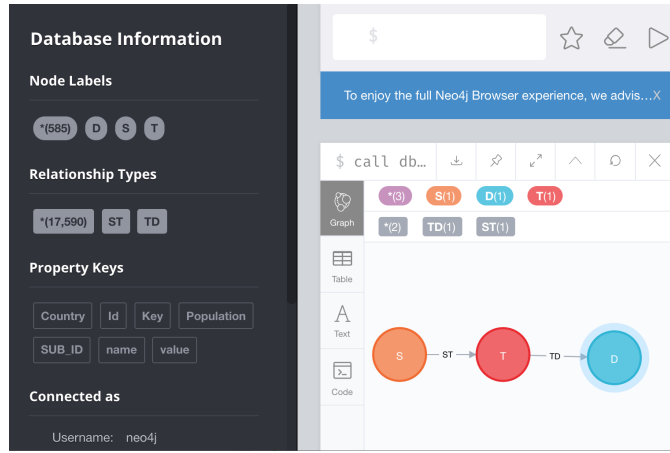 Database Information
Node Labels
*(585) D S T
Relationship Types
*(17,590) ST TD
Property Keys
Country Id Key Population
SUB_ID name value
Connected as
Username: neo4j
$
To enjoy the full Neo4j Browser experience, we advis...X
$ call db...
Graph
Table
A
Text
Code
*(3) S(1) D(1) T(1)
*(2) TD(1) ST(1)
S ST T TD D